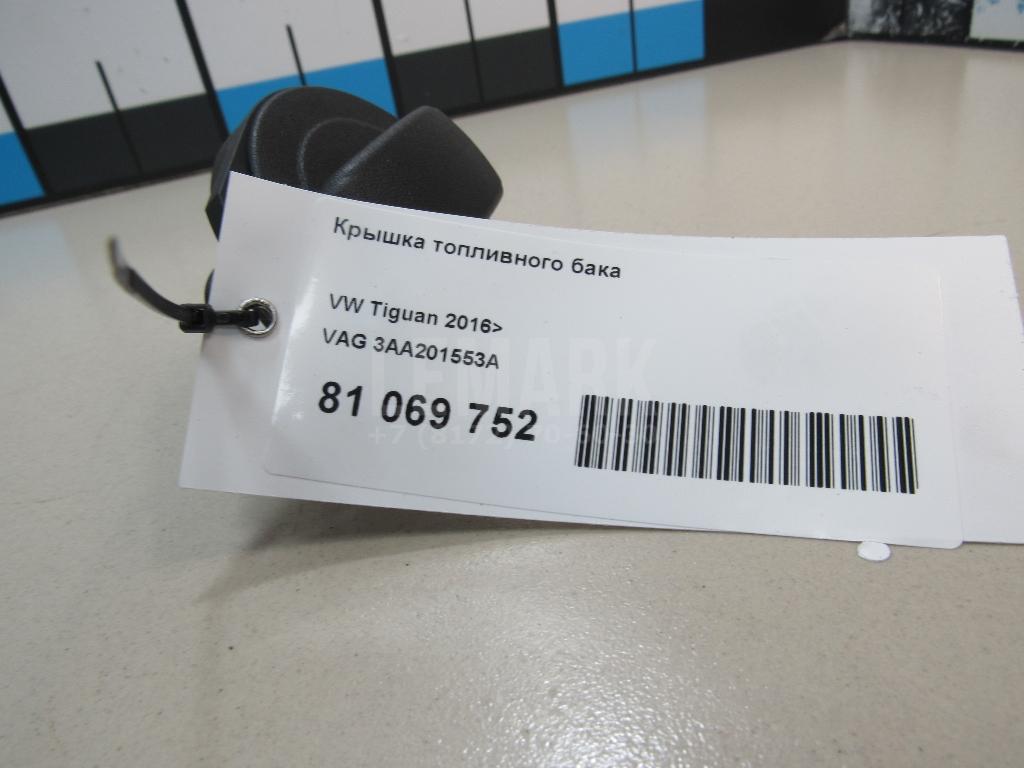 Крышка топливного бака
VW Tiguan 2016>
VAG 3AA201553A
LEMARK
81 069 752